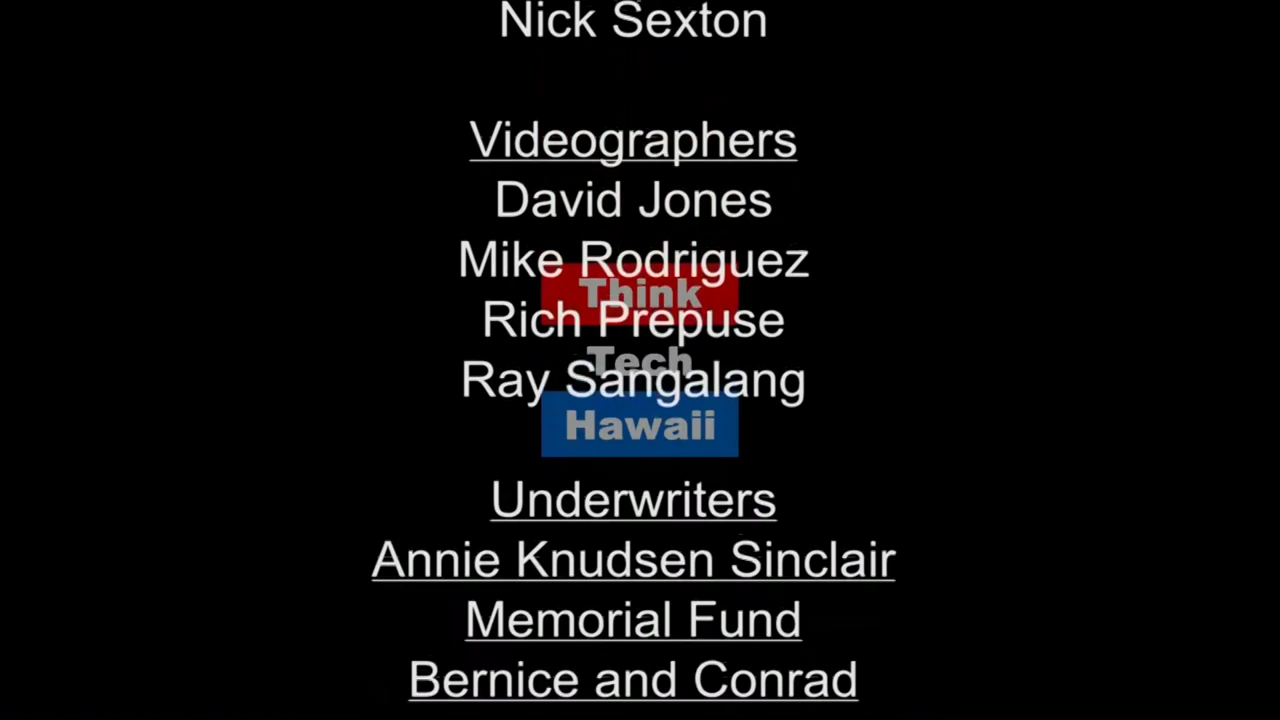 Nick Sexton
Videographers
David Jones
Mike Rodriguez
Think
Rich Prepuse
Tech
Ray Sangalang
Hawaii
Underwriters
Annie Knudsen Sinclair
Memorial Fund
Bernice and Conrad